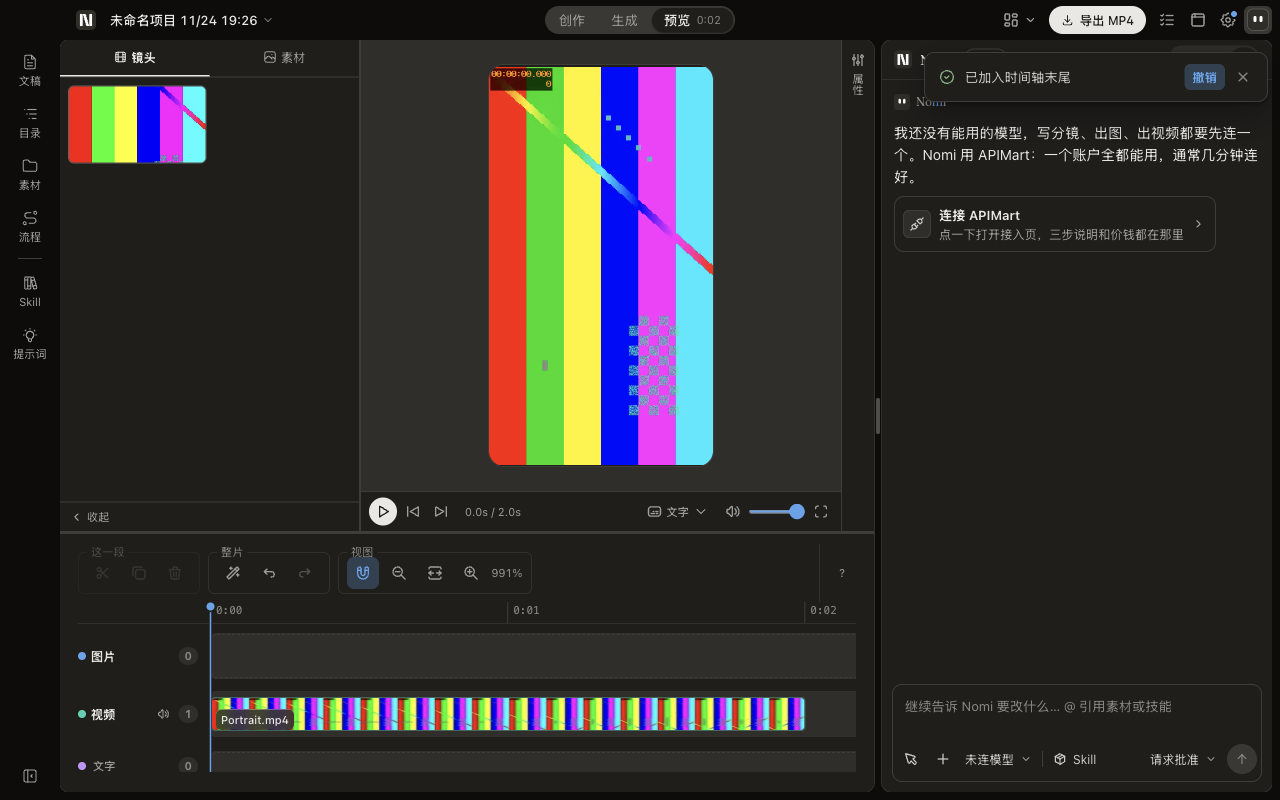 未命名项目 11/24 19:26
创作 生成 预览 0:02
导出 MP4
文稿
目录
素材
流程
Skill
提示词
镜头 素材
收起
00:00:00.000
0
属性
0.0s / 2.0s
文字
已加入时间轴末尾
撤销
Nomi
我还没有能用的模型，写分镜、出图、出视频都要先连一
个。Nomi 用 APIMart：一个账户全都能用，通常几分钟连
好。
连接 APIMart
点一下打开接入页，三步说明和价钱都在那里
这一段 整片 视图
991%
?
0:00 0:01 0:02
图片 0
视频 1
Portrait.mp4
文字 0
继续告诉 Nomi 要改什么… @ 引用素材或技能
未连模型 Skill 请求批准